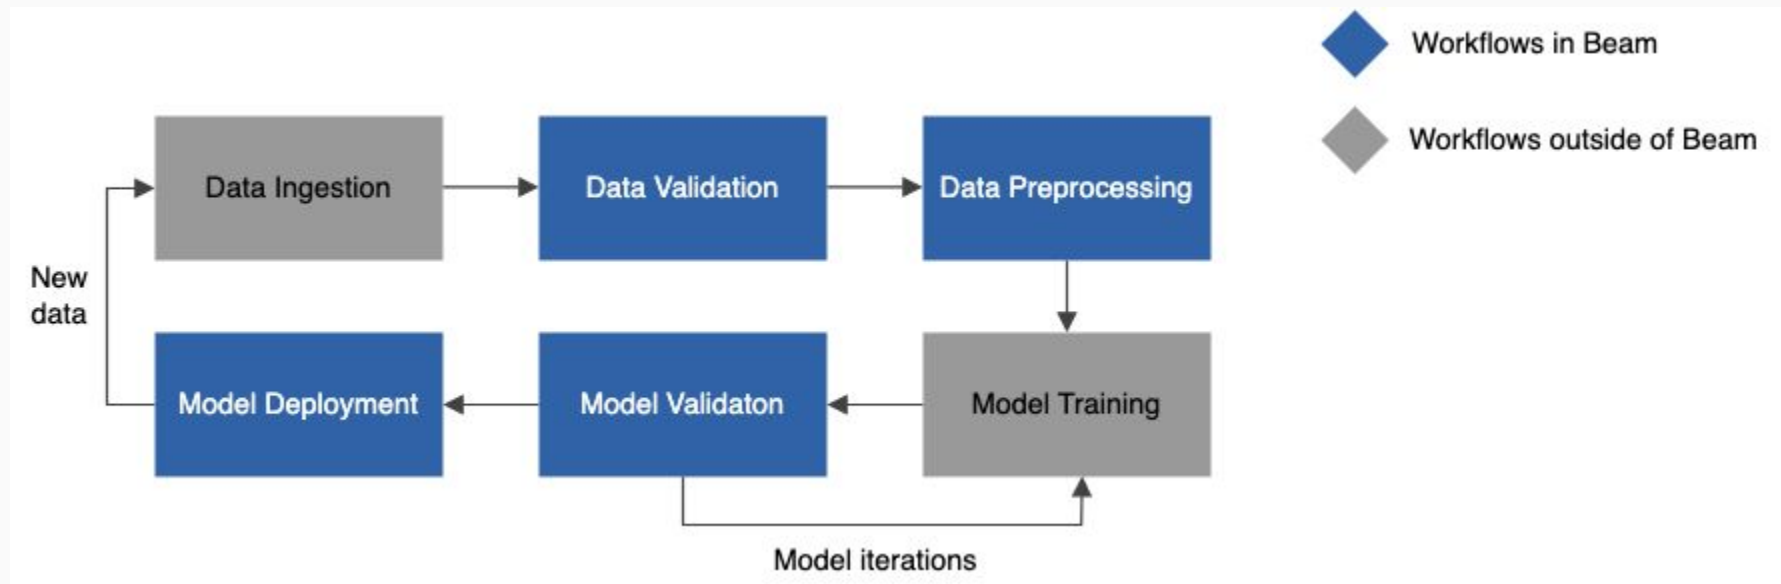 Workflows in Beam
Workflows outside of Beam
Data Ingestion
Data Validation
Data Preprocessing
New
data
Model Deployment
Model Validaton
Model Training
Model iterations